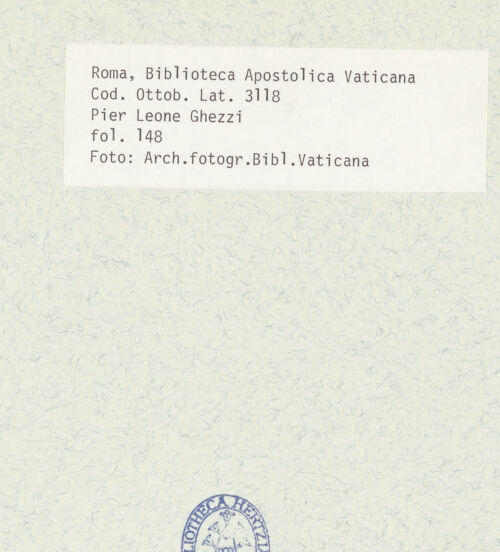 Roma, Biblioteca Apostolica Vaticana
Cod. Ottob. Lat. 3118
Pier Leone Ghezzi
fol. 148
Foto: Arch.fotogr.Bibl.Vaticana